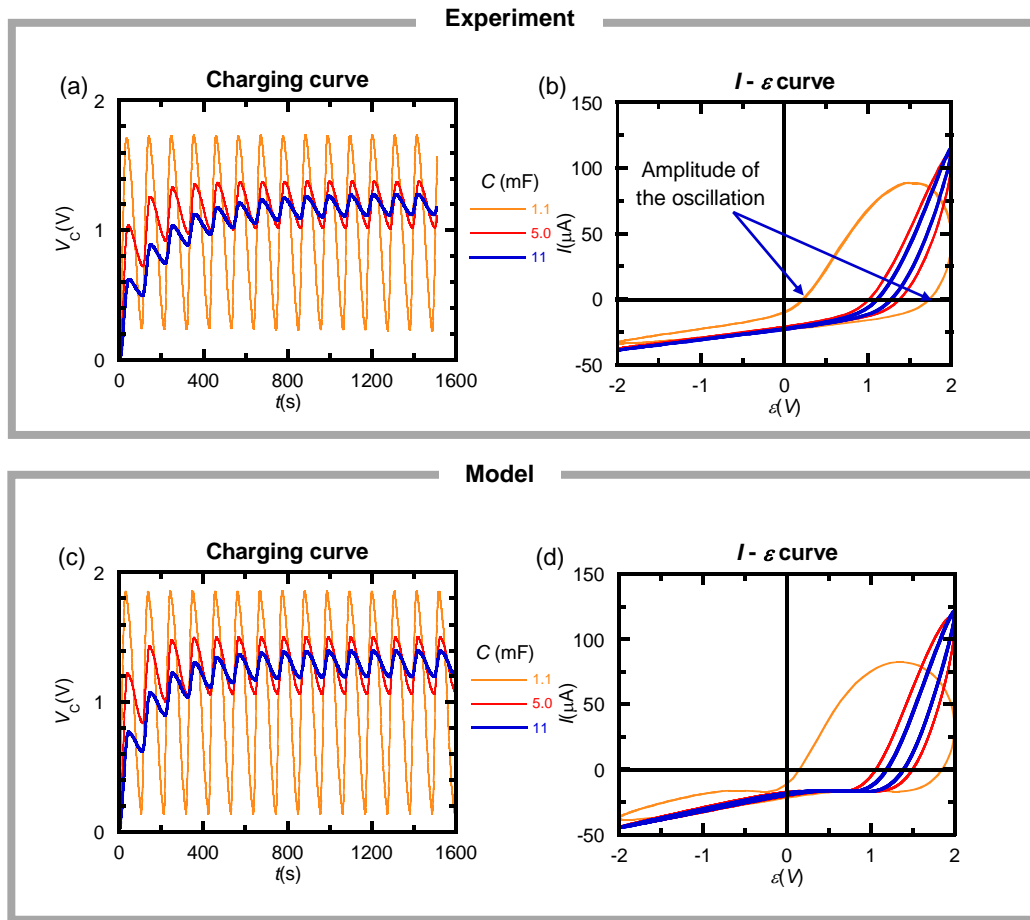 Experiment
(a)
Charging curve
2
1
0
V_C(V)
0 400 800 1200 1600
t(s)
C (mF)
1.1
5.0
11
(b)
I - ε curve
150
100
50
0
-50
I(μA)
Amplitude of
the oscillation
-2 -1 0 1 2
ε(V)
Model
(c)
Charging curve
2
1
0
V_C(V)
0 400 800 1200 1600
t(s)
C (mF)
1.1
5.0
11
(d)
I - ε curve
150
100
50
0
-50
I(μA)
-2 -1 0 1 2
ε(V)